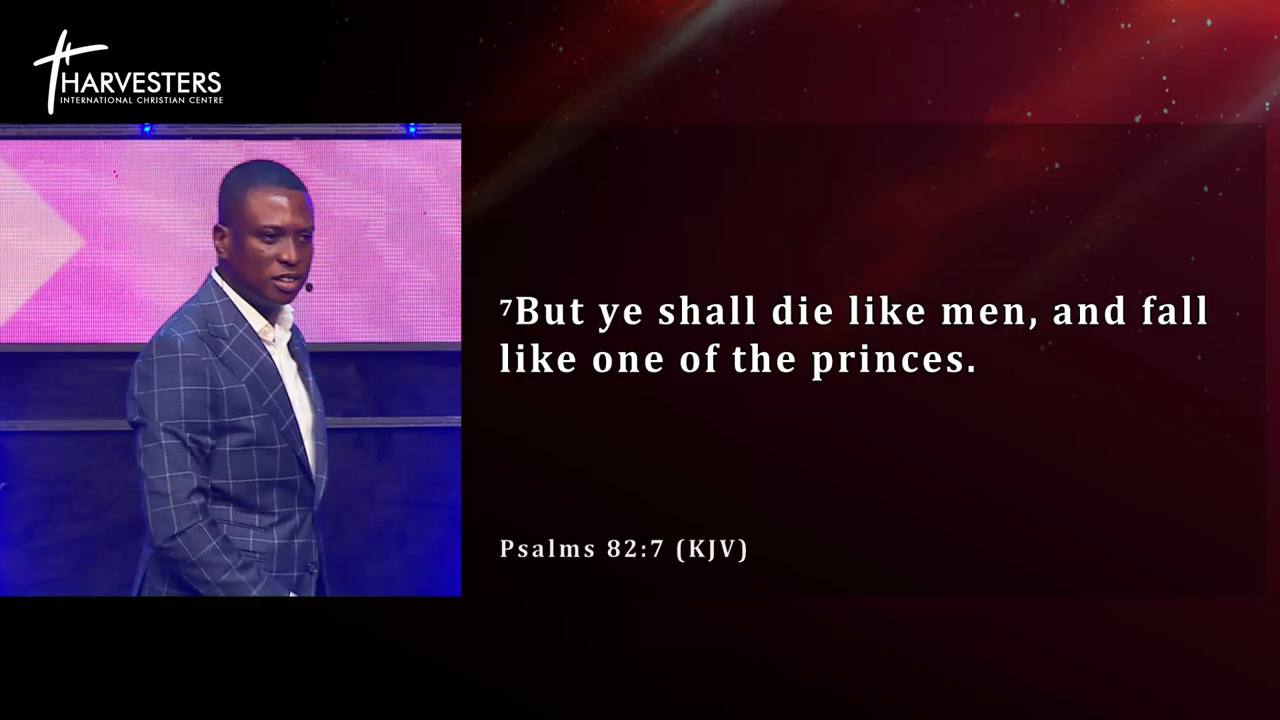 HARVESTERS
INTERNATIONAL CHRISTIAN CENTRE
7But ye shall die like men, and fall
like one of the princes.
Psalms 82:7 (KJV)